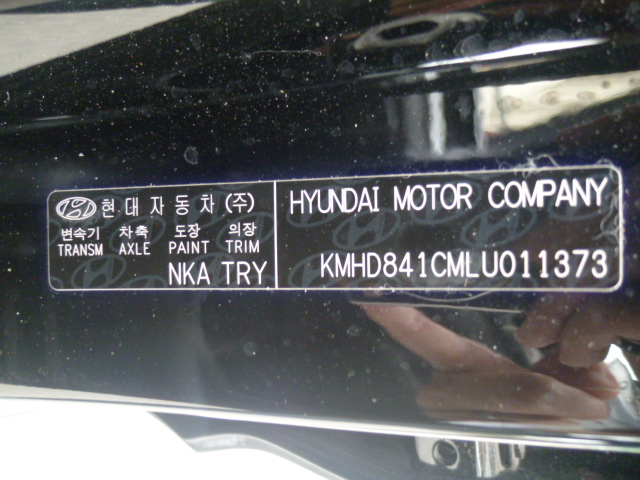 현대자동차(주)
변속기 차축 도장 의장
TRANSM AXLE PAINT TRIM
NKA TRY
HYUNDAI MOTOR COMPANY
KMHD841CMLU011373